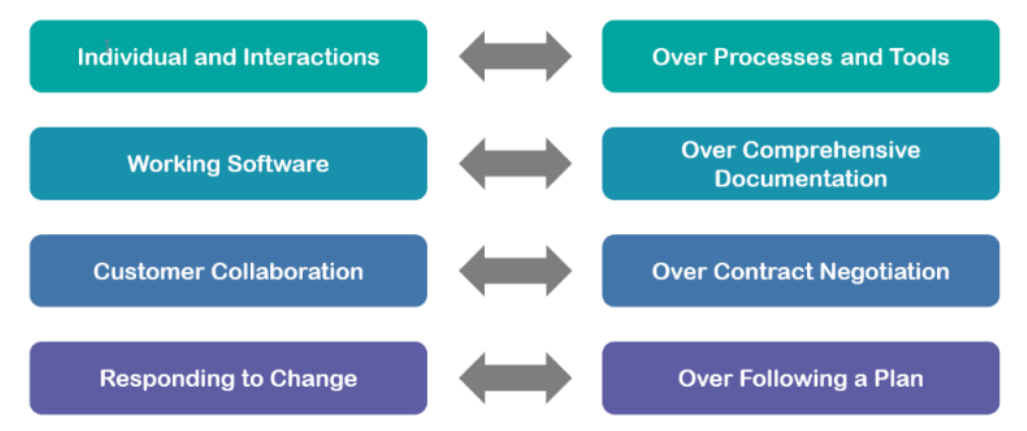 Individual and Interactions
Over Processes and Tools
Working Software
Over Comprehensive
Documentation
Customer Collaboration
Over Contract Negotiation
Responding to Change
Over Following a Plan